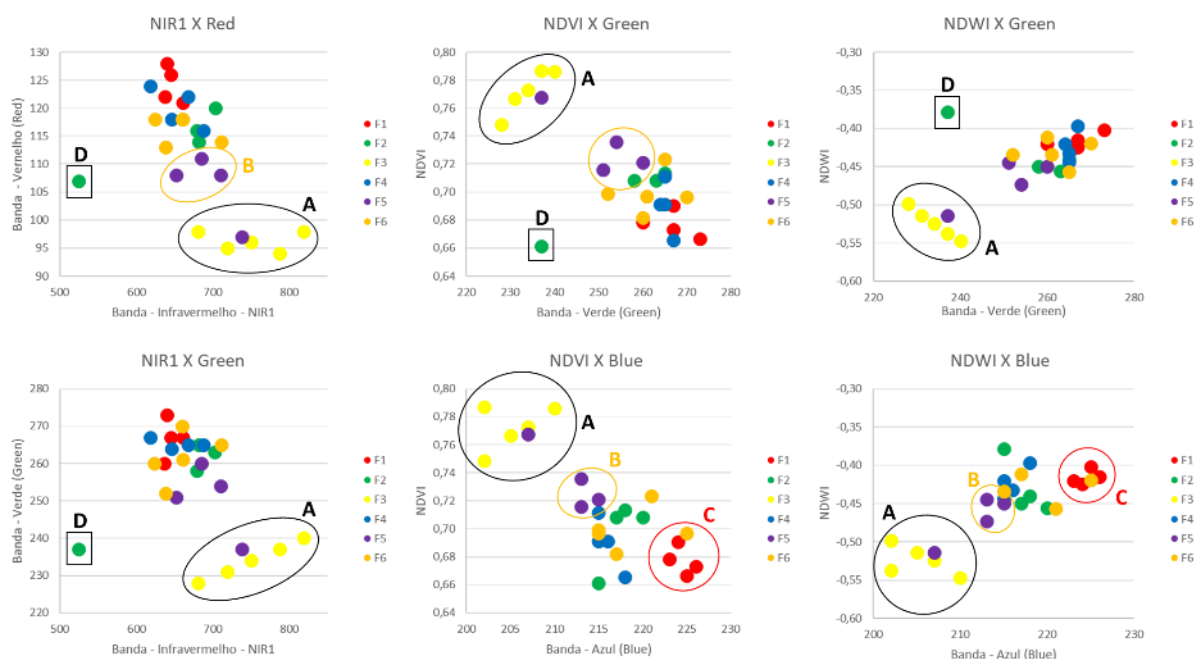 NIR1 X Red
130
125
120
115
110
105
100
95
90
500
600
700
800
Banda - Vernelho (Red)
Banda - Infravermelho - NIR1
D
B
A
F1
F2
F3
F4
F5
F6
NDVI X Green
0,80
0,78
0,76
0,74
0,72
0,70
0,68
0,66
0,64
220
230
240
250
260
270
280
NDVI
Banda - Verde (Green)
A
D
F1
F2
F3
F4
F5
F6
NDWI X Green
-0,30
-0,35
-0,40
-0,45
-0,50
-0,55
-0,60
220
240
260
280
NDWI
Banda - Verde (Green)
D
A
F1
F2
F3
F4
F5
F6
NIR1 X Green
280
270
260
250
240
230
220
500
600
700
800
Banda - Verde (Green)
Banda - Infravermelho - NIR1
D
A
F1
F2
F3
F4
F5
F6
NDVI X Blue
0,80
0,78
0,76
0,74
0,72
0,70
0,68
0,66
0,64
200
205
210
215
220
225
230
NDVI
Banda - Azul (Blue)
A
B
C
F1
F2
F3
F4
F5
F6
NDWI X Blue
-0,30
-0,35
-0,40
-0,45
-0,50
-0,55
-0,60
200
210
220
230
NDWI
Banda - Azul (Blue)
B
C
A
F1
F2
F3
F4
F5
F6